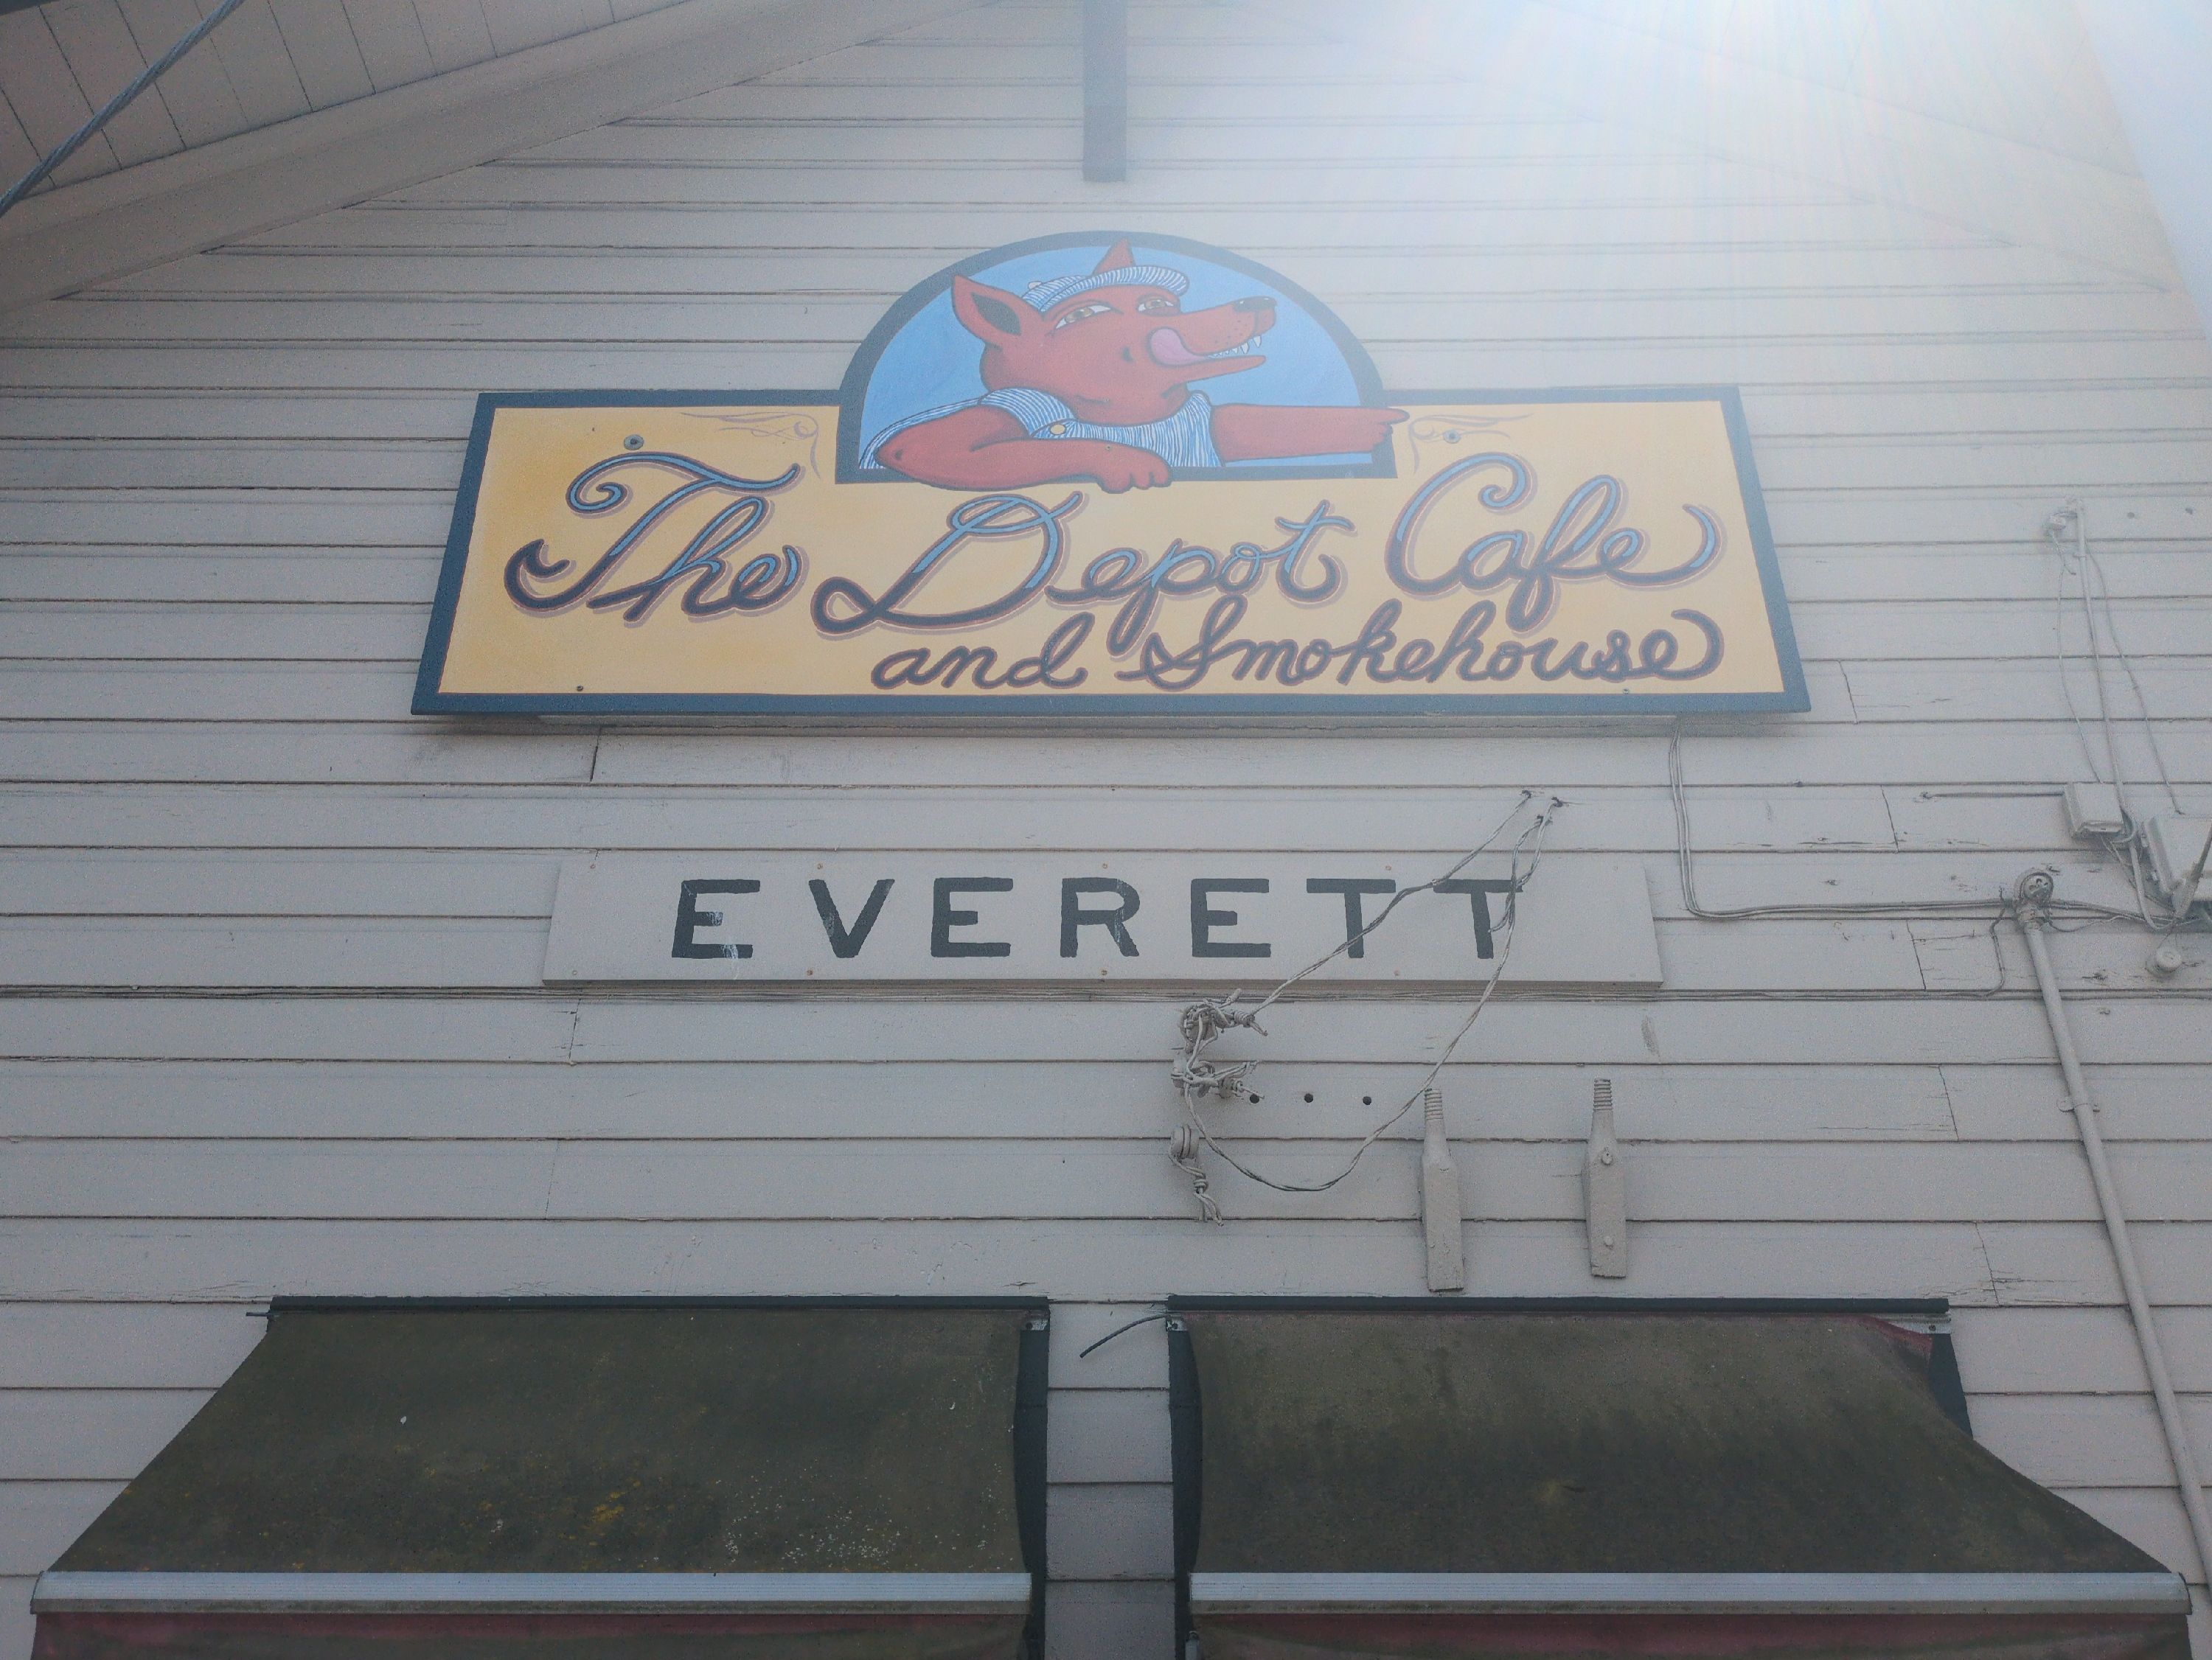 The Depot Cafe
and Smokehouse
EVERETT